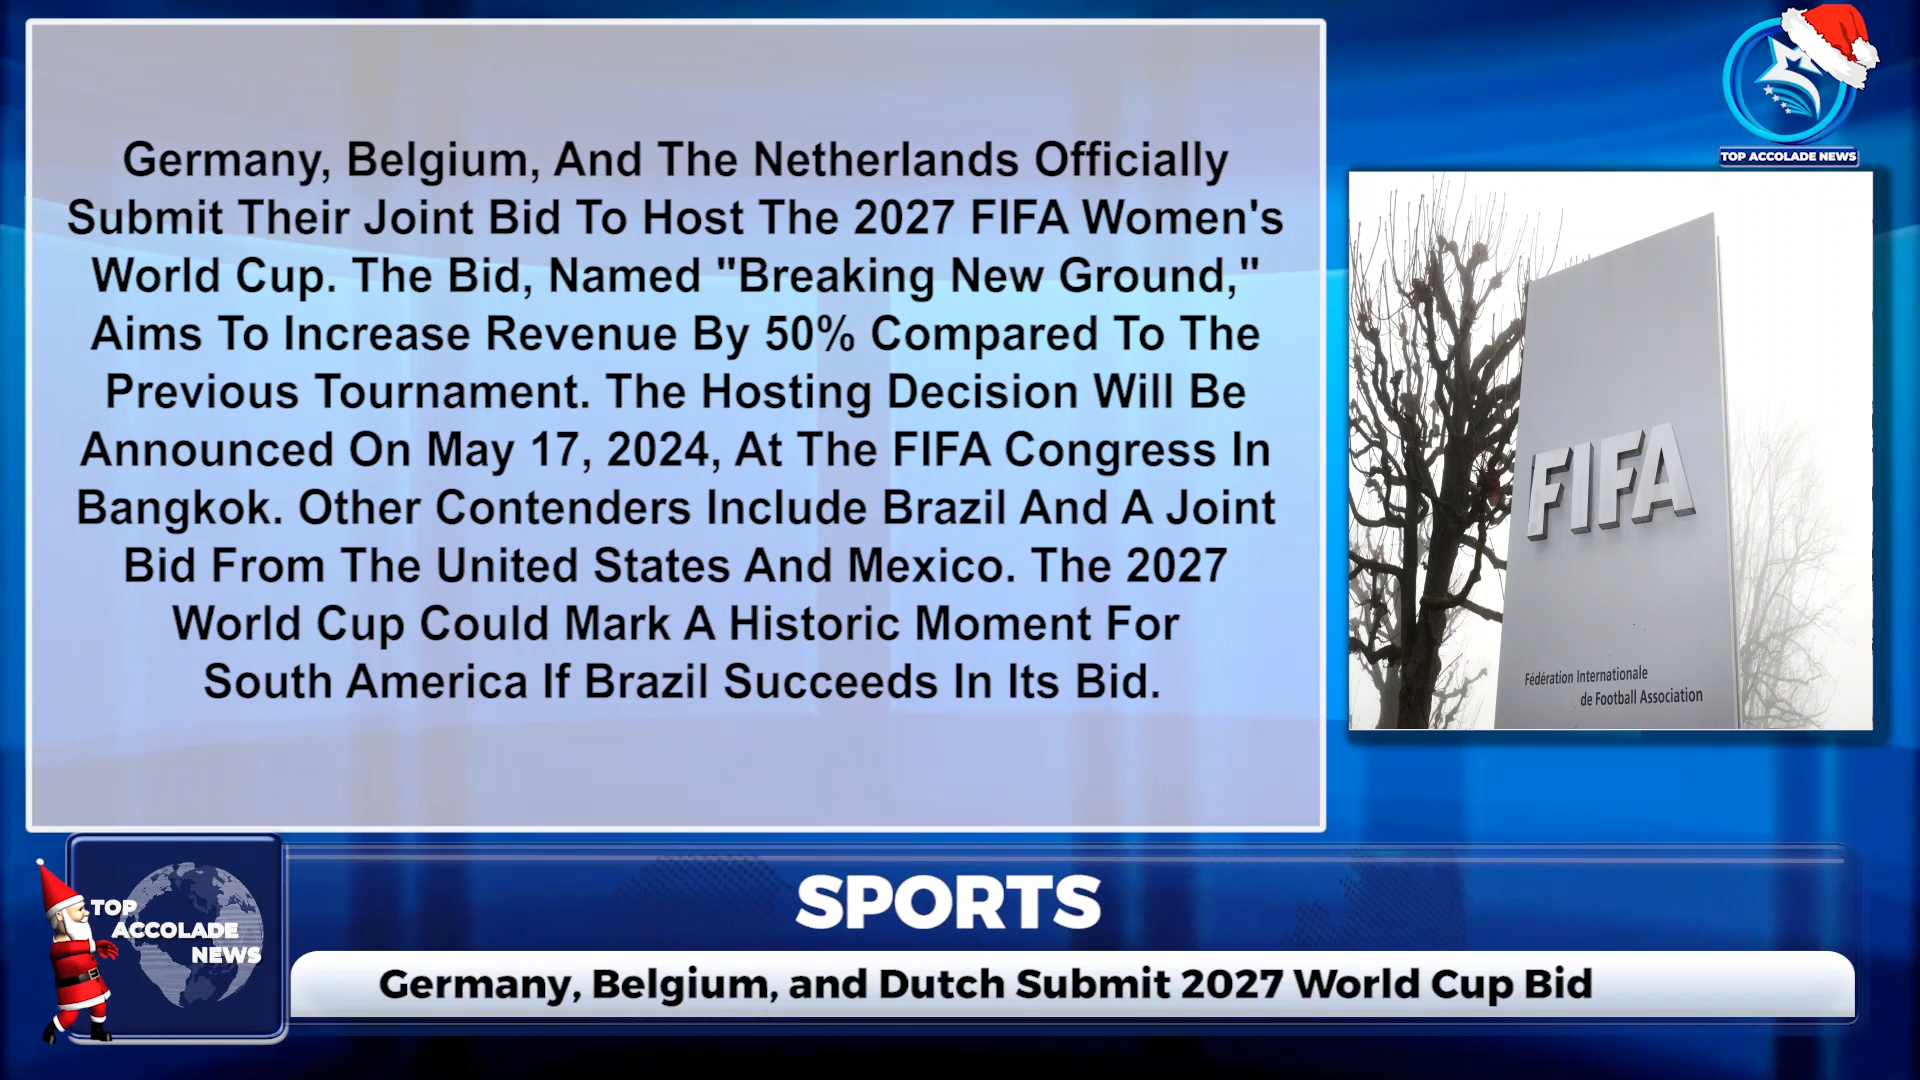 Germany, Belgium, And The Netherlands Officially
Submit Their Joint Bid To Host The 2027 FIFA Women's
World Cup. The Bid, Named "Breaking New Ground,"
Aims To Increase Revenue By 50% Compared To The
Previous Tournament. The Hosting Decision Will Be
Announced On May 17, 2024, At The FIFA Congress In
Bangkok. Other Contenders Include Brazil And A Joint
Bid From The United States And Mexico. The 2027
World Cup Could Mark A Historic Moment For
South America If Brazil Succeeds In Its Bid.
TOP ACCOLADE NEWS
FIFA
Fédération Internationale
de Football Association
TOP
ACCOLADE
NEWS
SPORTS
Germany, Belgium, and Dutch Submit 2027 World Cup Bid